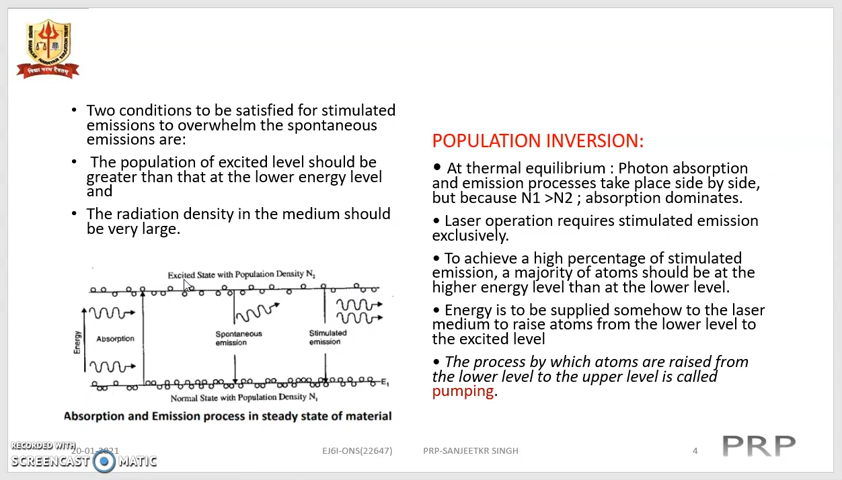 • Two conditions to be satisfied for stimulated
emissions to overwhelm the spontaneous
emissions are:
• The population of excited level should be
greater than that at the lower energy level
and
• The radiation density in the medium should
be very large.
Excited State with Population Density N₁
Energy
Absorption
Spontaneous
emission
Stimulated
emission
E₁
Normal State with Population Density N₁
Absorption and Emission process in steady state of material
POPULATION INVERSION:
• At thermal equilibrium : Photon absorption
and emission processes take place side by side,
but because N1 >N2 ; absorption dominates.
• Laser operation requires stimulated emission
exclusively.
• To achieve a high percentage of stimulated
emission, a majority of atoms should be at the
higher energy level than at the lower level.
• Energy is to be supplied somehow to the laser
medium to raise atoms from the lower level to
the excited level
• The process by which atoms are raised from
the lower level to the upper level is called
pumping.
RECORDED WITH
SCREENCAST MATIC
20-01-2021
EJ6I-ONS(22647)
PRP-SANJEETKR SINGH
4
PRP